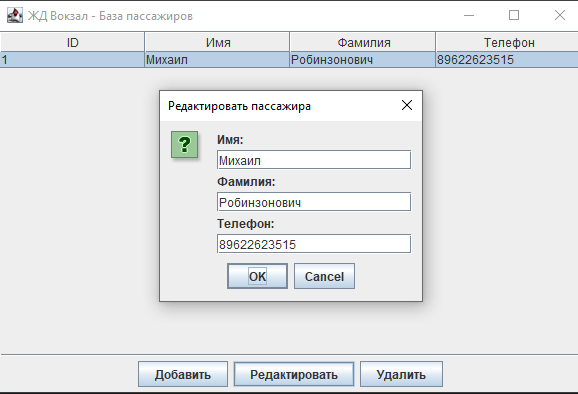 ЖД Вокзал - База пассажиров
ID Имя Фамилия Телефон
1 Михаил Робинзонович 89622623515
Редактировать пассажира
?
Имя:
Михаил
Фамилия:
Робинзонович
Телефон:
89622623515
OK Cancel
Добавить Редактировать Удалить